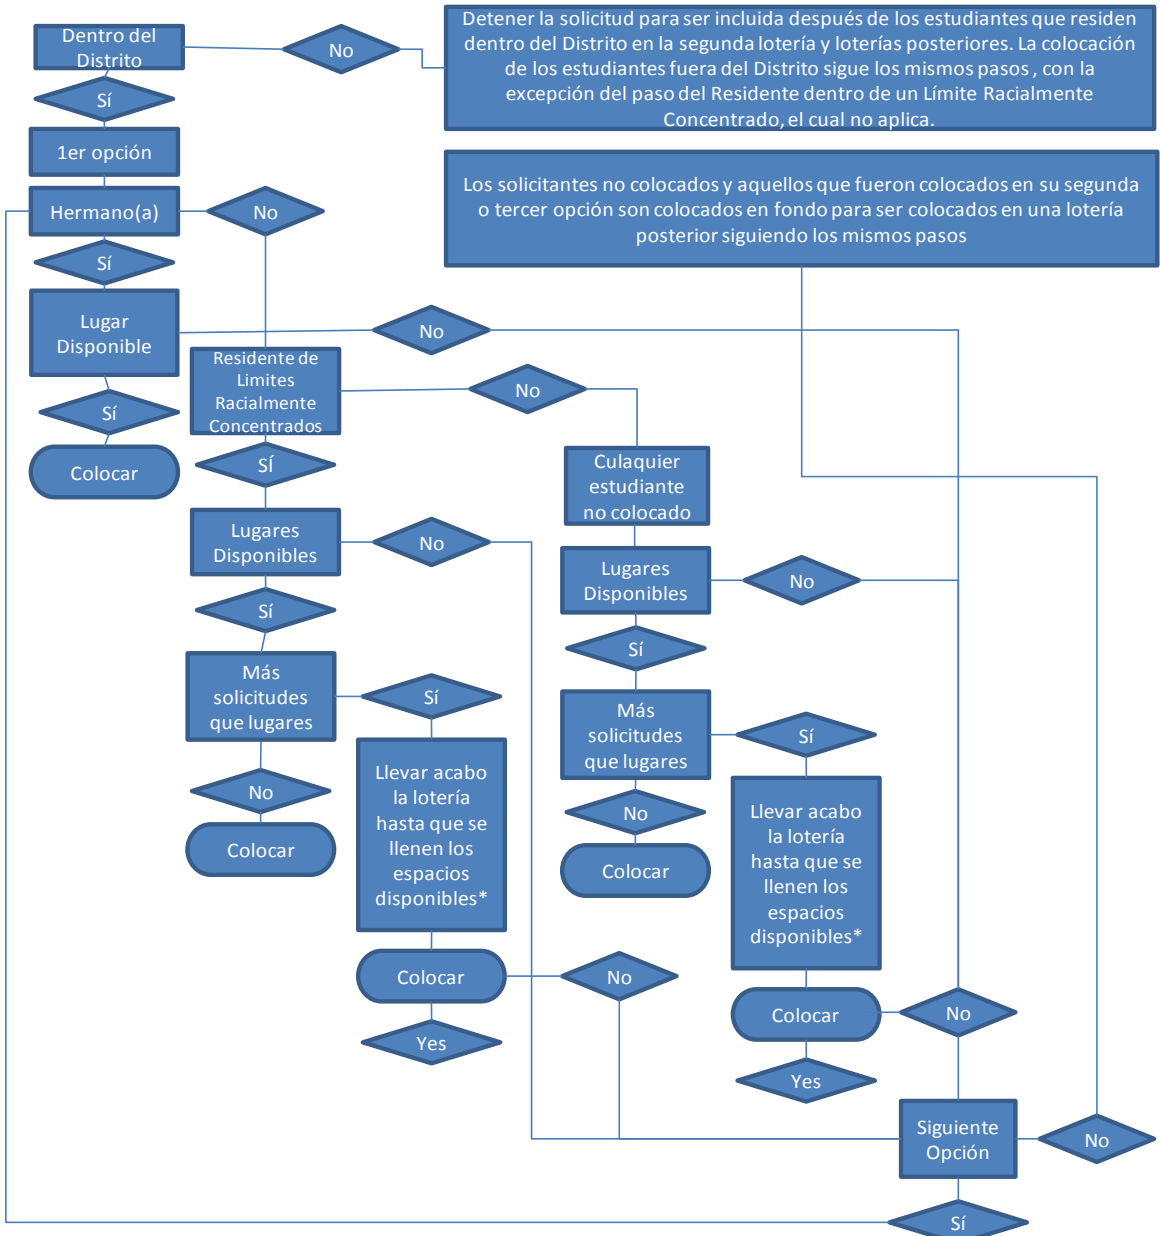 Dentro del
Distrito
No
Detener la solicitud para ser incluida después de los estudiantes que residen
dentro del Distrito en la segunda lotería y loterías posteriores. La colocación
de los estudiantes fuera del Distrito sigue los mismos pasos , con la
excepción del paso del Residente dentro de un Límite Racialmente
Concentrado, el cual no aplica.
Sí
1er opción
Los solicitantes no colocados y aquellos que fueron colocados en su segunda
o tercer opción son colocados en fondo para ser colocados en una lotería
posterior siguiendo los mismos pasos
Hermano(a)
No
Sí
Lugar
Disponible
No
Residente de
Limites
Racialmente
Concentrados
No
Sí
Colocar
SÍ
Culaquier
estudiante
no colocado
Lugares
Disponibles
No
Lugares
Disponibles
No
Sí
Sí
Más
solicitudes
que lugares
Sí
Más
solicitudes
que lugares
Sí
No
Llevar acabo
la lotería
hasta que se
llenen los
espacios
disponibles*
No
Llevar acabo
la lotería
hasta que se
llenen los
espacios
disponibles*
Colocar
Colocar
Colocar
No
Colocar
No
Yes
Yes
Siguiente
Opción
No
Sí